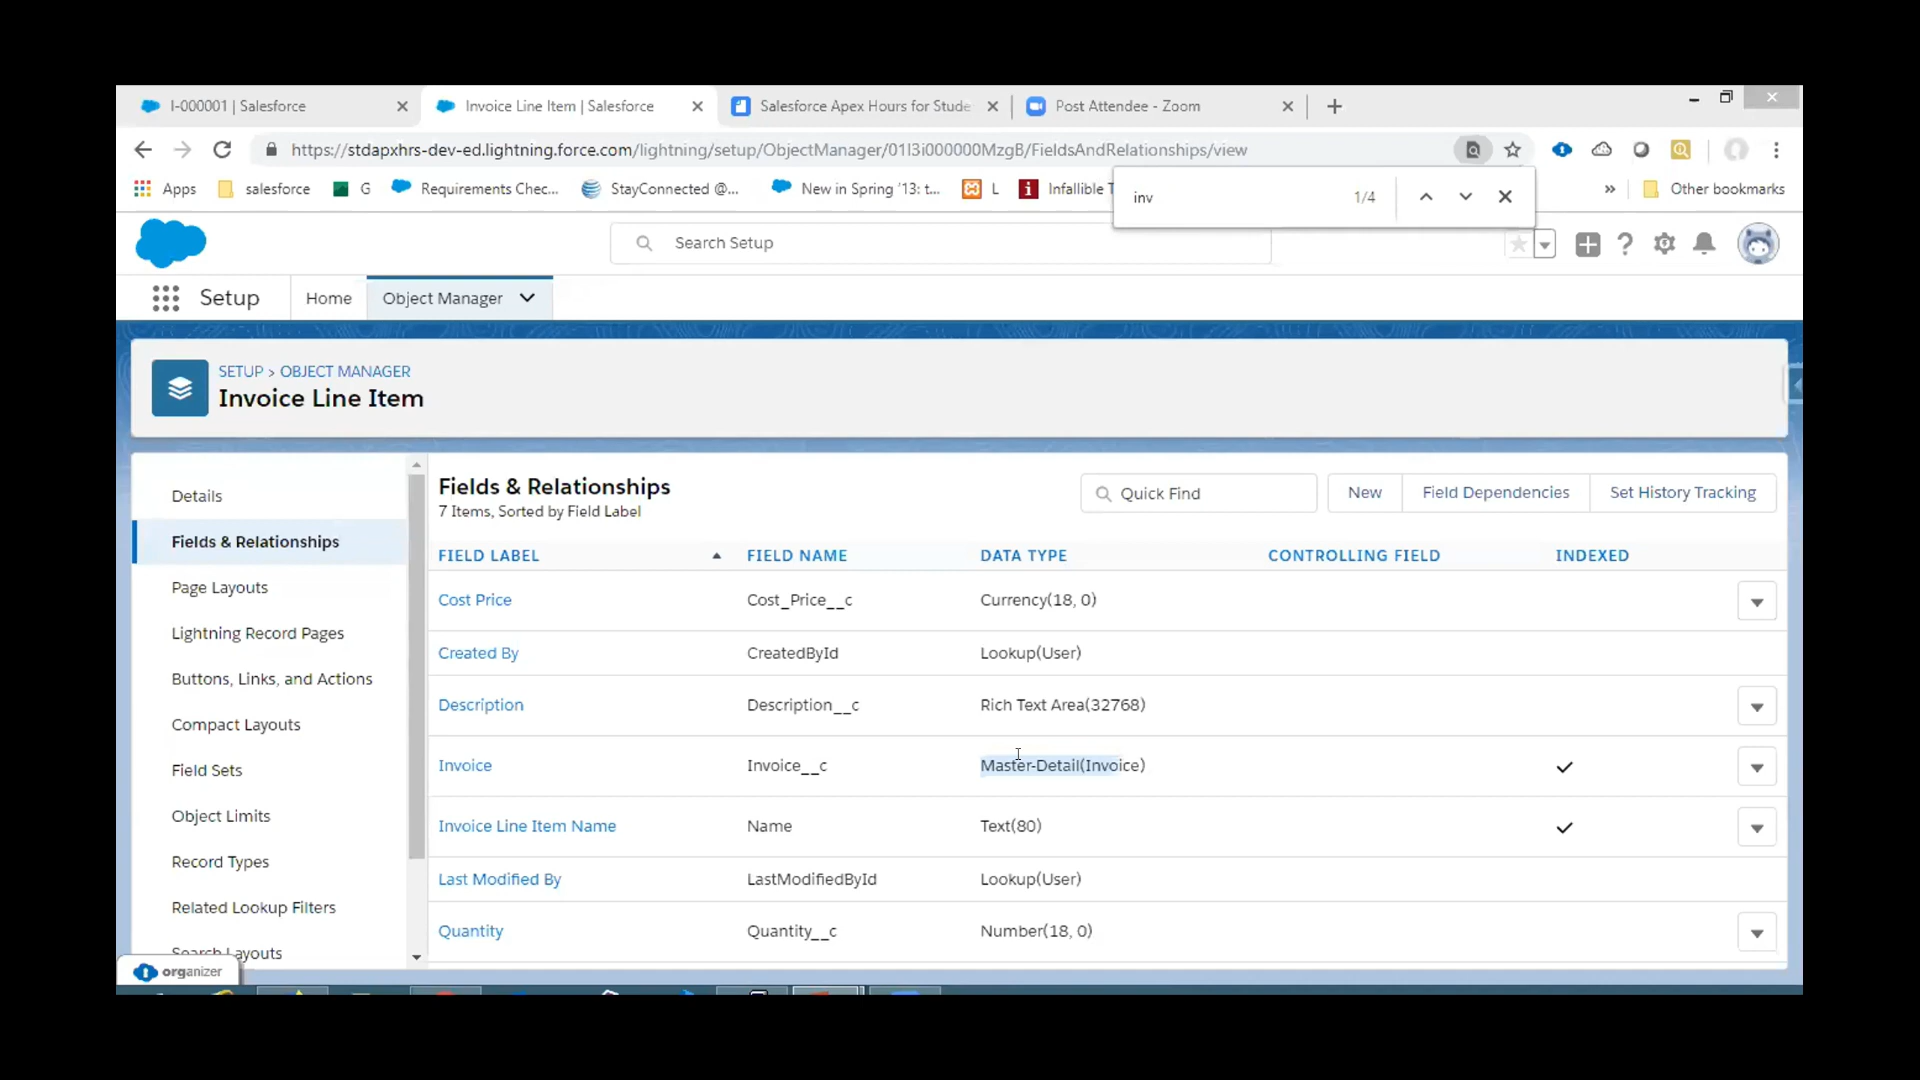 I-000001 | Salesforce
Invoice Line Item | Salesforce
Salesforce Apex Hours for Stude
Post Attendee - Zoom
https://stdapxhrs-dev-ed.lightning.force.com/lightning/setup/ObjectManager/01I3i000000MzgB/FieldsAndRelationships/view
Apps
salesforce
G
Requirements Chec...
StayConnected @...
New in Spring '13: t...
L
Infallible T
inv
1/4
»
Other bookmarks
Search Setup
Setup
Home
Object Manager
SETUP > OBJECT MANAGER
Invoice Line Item
Details
Fields & Relationships
Page Layouts
Lightning Record Pages
Buttons, Links, and Actions
Compact Layouts
Field Sets
Object Limits
Record Types
Related Lookup Filters
Search Layouts
organizer
Fields & Relationships
7 Items, Sorted by Field Label
Quick Find
New
Field Dependencies
Set History Tracking
FIELD LABEL FIELD NAME DATA TYPE CONTROLLING FIELD INDEXED
Cost Price Cost_Price__c Currency(18, 0)
Created By CreatedById Lookup(User)
Description Description__c Rich Text Area(32768)
Invoice Invoice__c Master-Detail(Invoice)
Invoice Line Item Name Name Text(80)
Last Modified By LastModifiedById Lookup(User)
Quantity Quantity__c Number(18, 0)